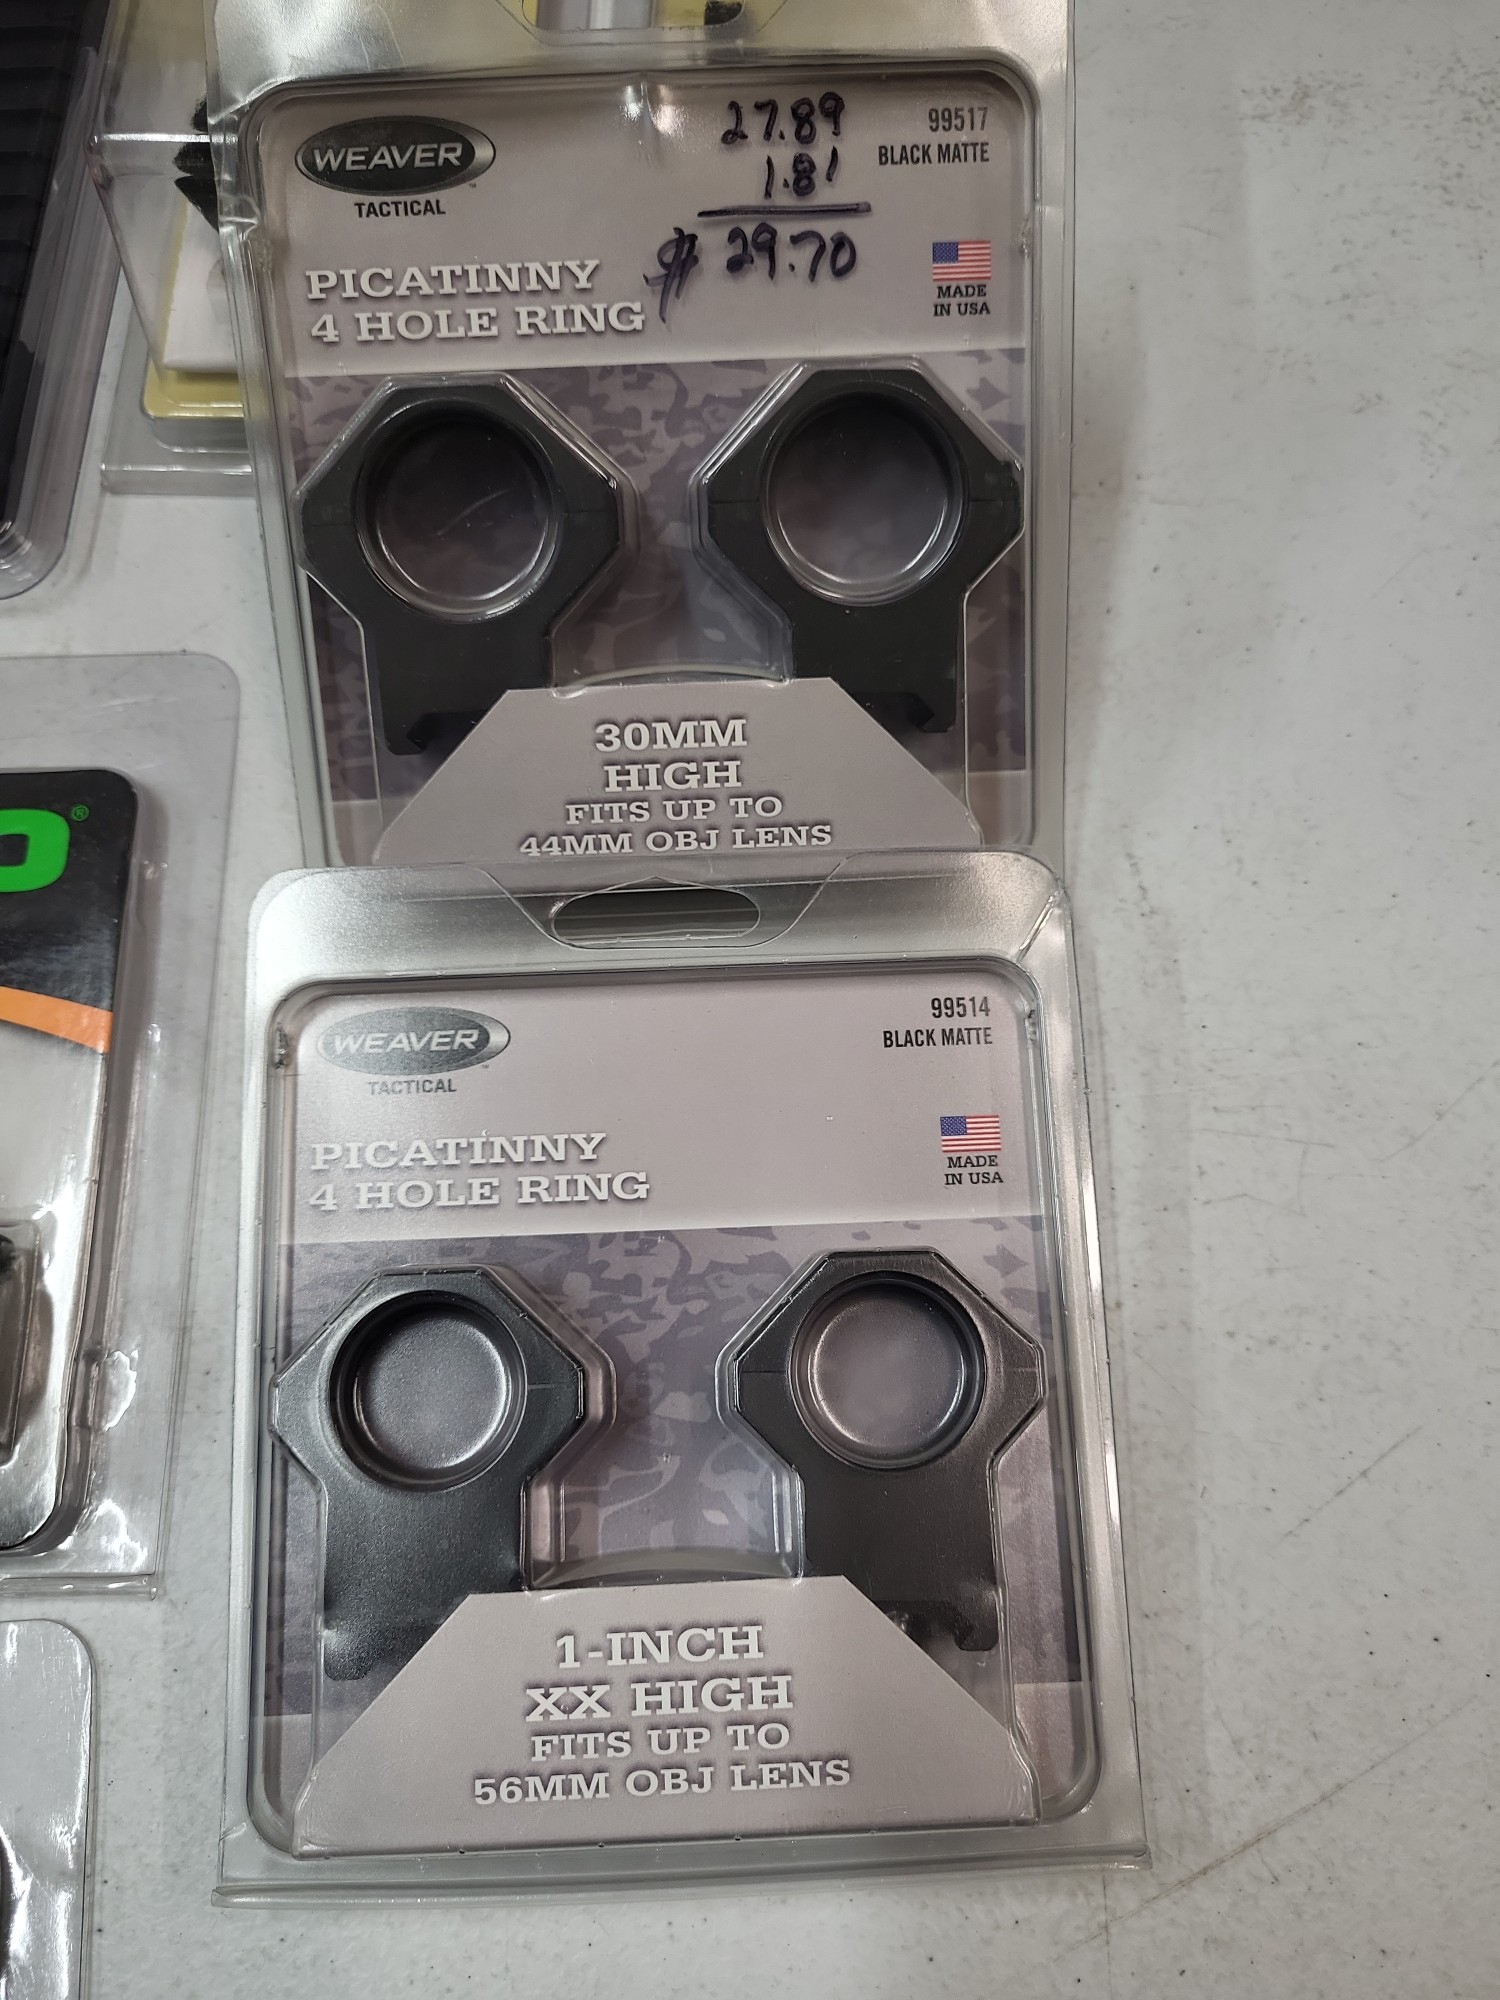 WEAVER
TACTICAL
27.89
1.81
$ 29.70
99517
BLACK MATTE
PICATINNY
4 HOLE RING
MADE
IN USA
30MM
HIGH
FITS UP TO
44MM OBJ LENS
O®
WEAVER™
TACTICAL
99514
BLACK MATTE
PICATINNY
4 HOLE RING
MADE
IN USA
1-INCH
XX HIGH
FITS UP TO
56MM OBJ LENS